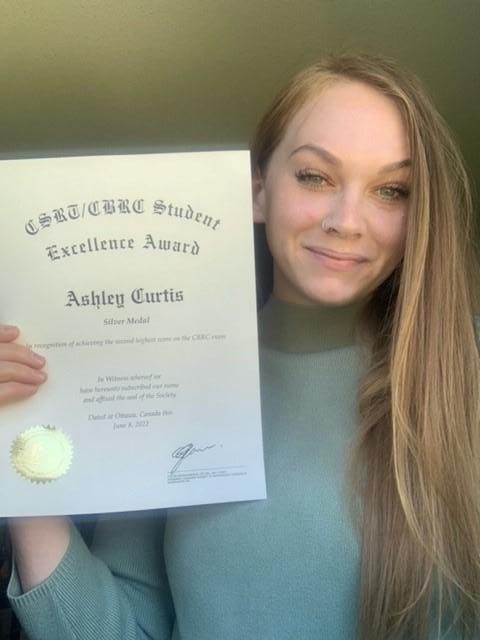 CSRT/CBRC Student
Excellence Award
Ashley Curtis
Silver Medal
In recognition of achieving the second highest score on the CBRC exam
In Witness whereof we
have hereunto subscribed our name
and affixed the seal of the Society.
Dated at Ottawa, Canada this
June 8, 2022